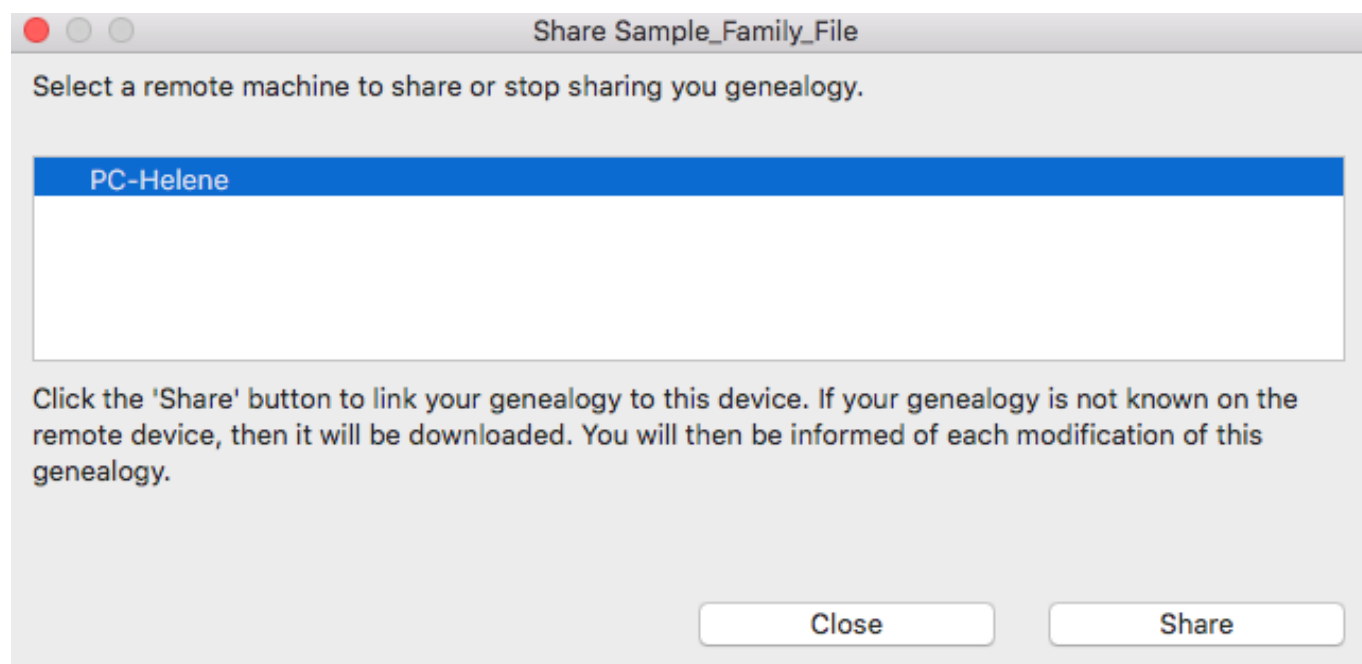 Share Sample_Family_File
Select a remote machine to share or stop sharing you genealogy.
PC-Helene
Click the 'Share' button to link your genealogy to this device. If your genealogy is not known on the
remote device, then it will be downloaded. You will then be informed of each modification of this
genealogy.
Close Share